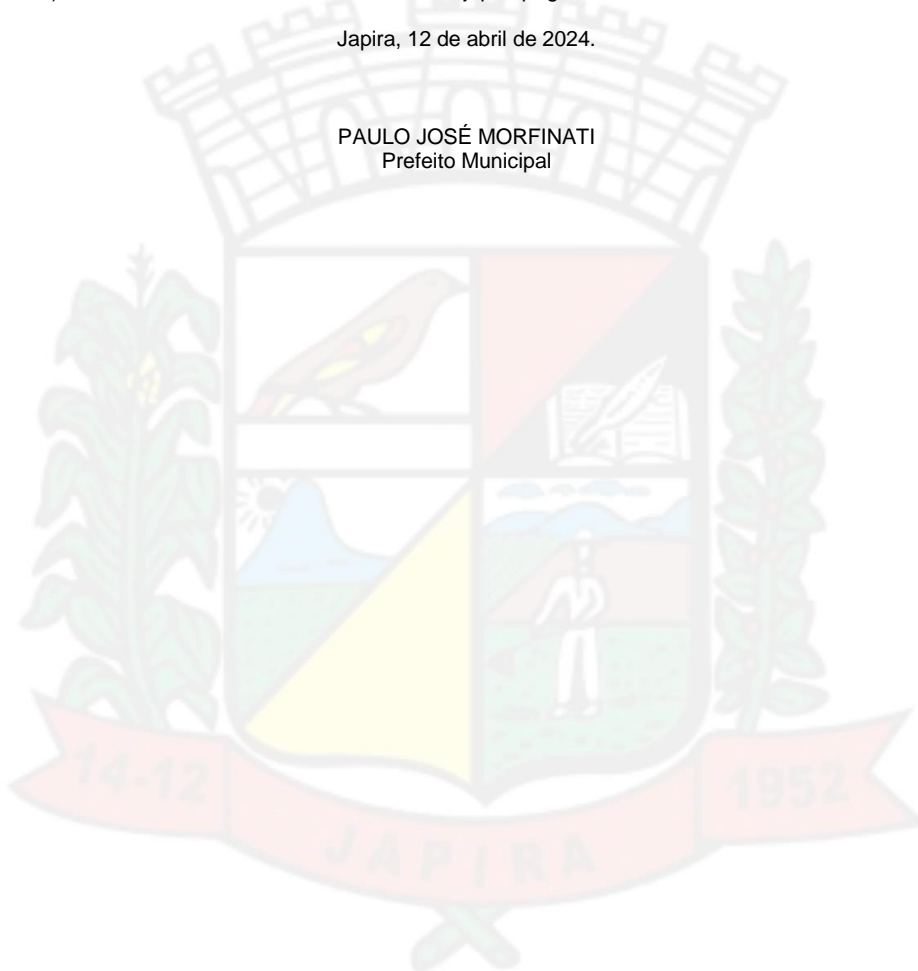 Japira, 12 de abril de 2024.
PAULO JOSÉ MORFINATI
Prefeito Municipal
14-12
1952
JAPIRA